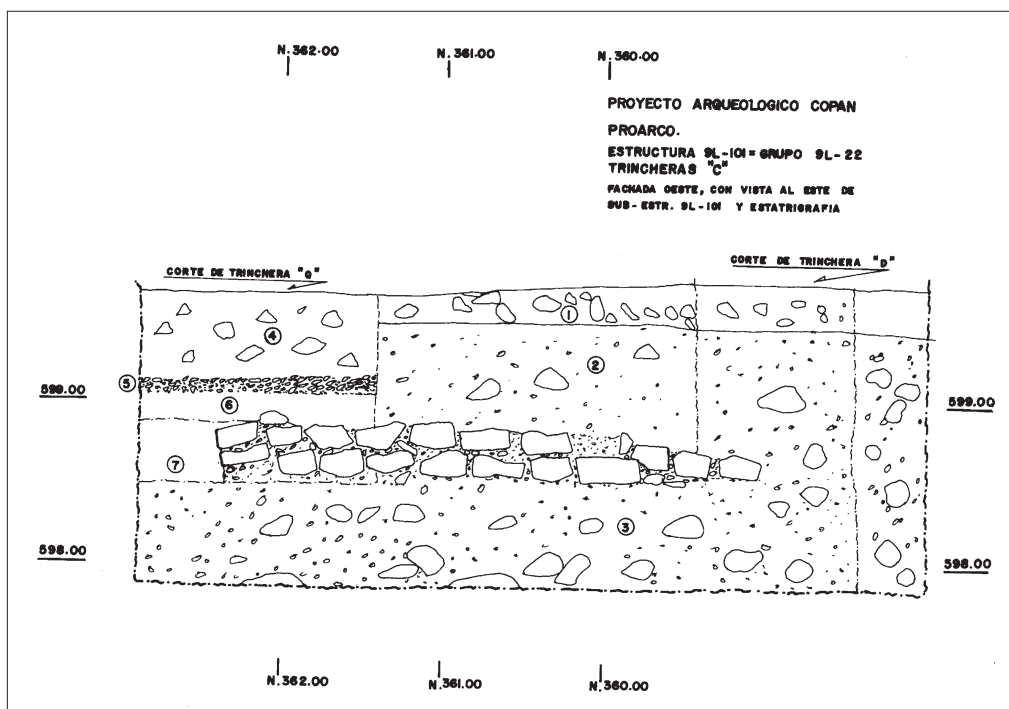 N.362.00
N.361.00
N.360.00
PROYECTO ARQUEOLOGICO COPAN
PROARCO.
ESTRUCTURA 9L-101=GRUPO 9L-22
TRINCHERAS "C"
FACHADA OESTE, CON VISTA AL ESTE DE
SUB-ESTR. 9L-101 Y ESTATRIGRAFIA
CORTE DE TRINCHERA "G"
CORTE DE TRINCHERA "D"
1
4
2
5
599.00
599.00
6
7
3
598.00
598.00
N.362.00
N.361.00
N.360.00